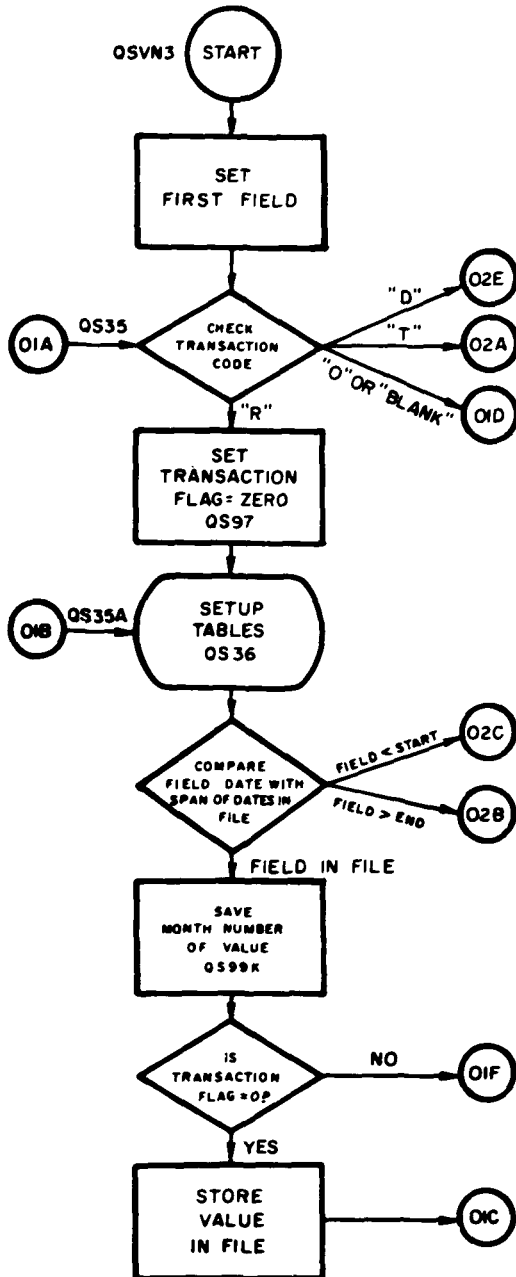 QSVN3
START
SET
FIRST FIELD
"D"
02E
01A
QS35
CHECK
TRANSACTION
CODE
"T"
02A
"O" OR "BLANK"
01D
"R"
SET
TRANSACTION
FLAG = ZERO
QS97
01B
QS35A
SETUP
TABLES
QS36
COMPARE
FIELD DATE WITH
SPAN OF DATES IN
FILE
FIELD < START
02C
FIELD > END
02B
FIELD IN FILE
SAVE
MONTH NUMBER
OF VALUE
QS99K
IS
TRANSACTION
FLAG = 0?
NO
01F
YES
STORE
VALUE
IN FILE
01C